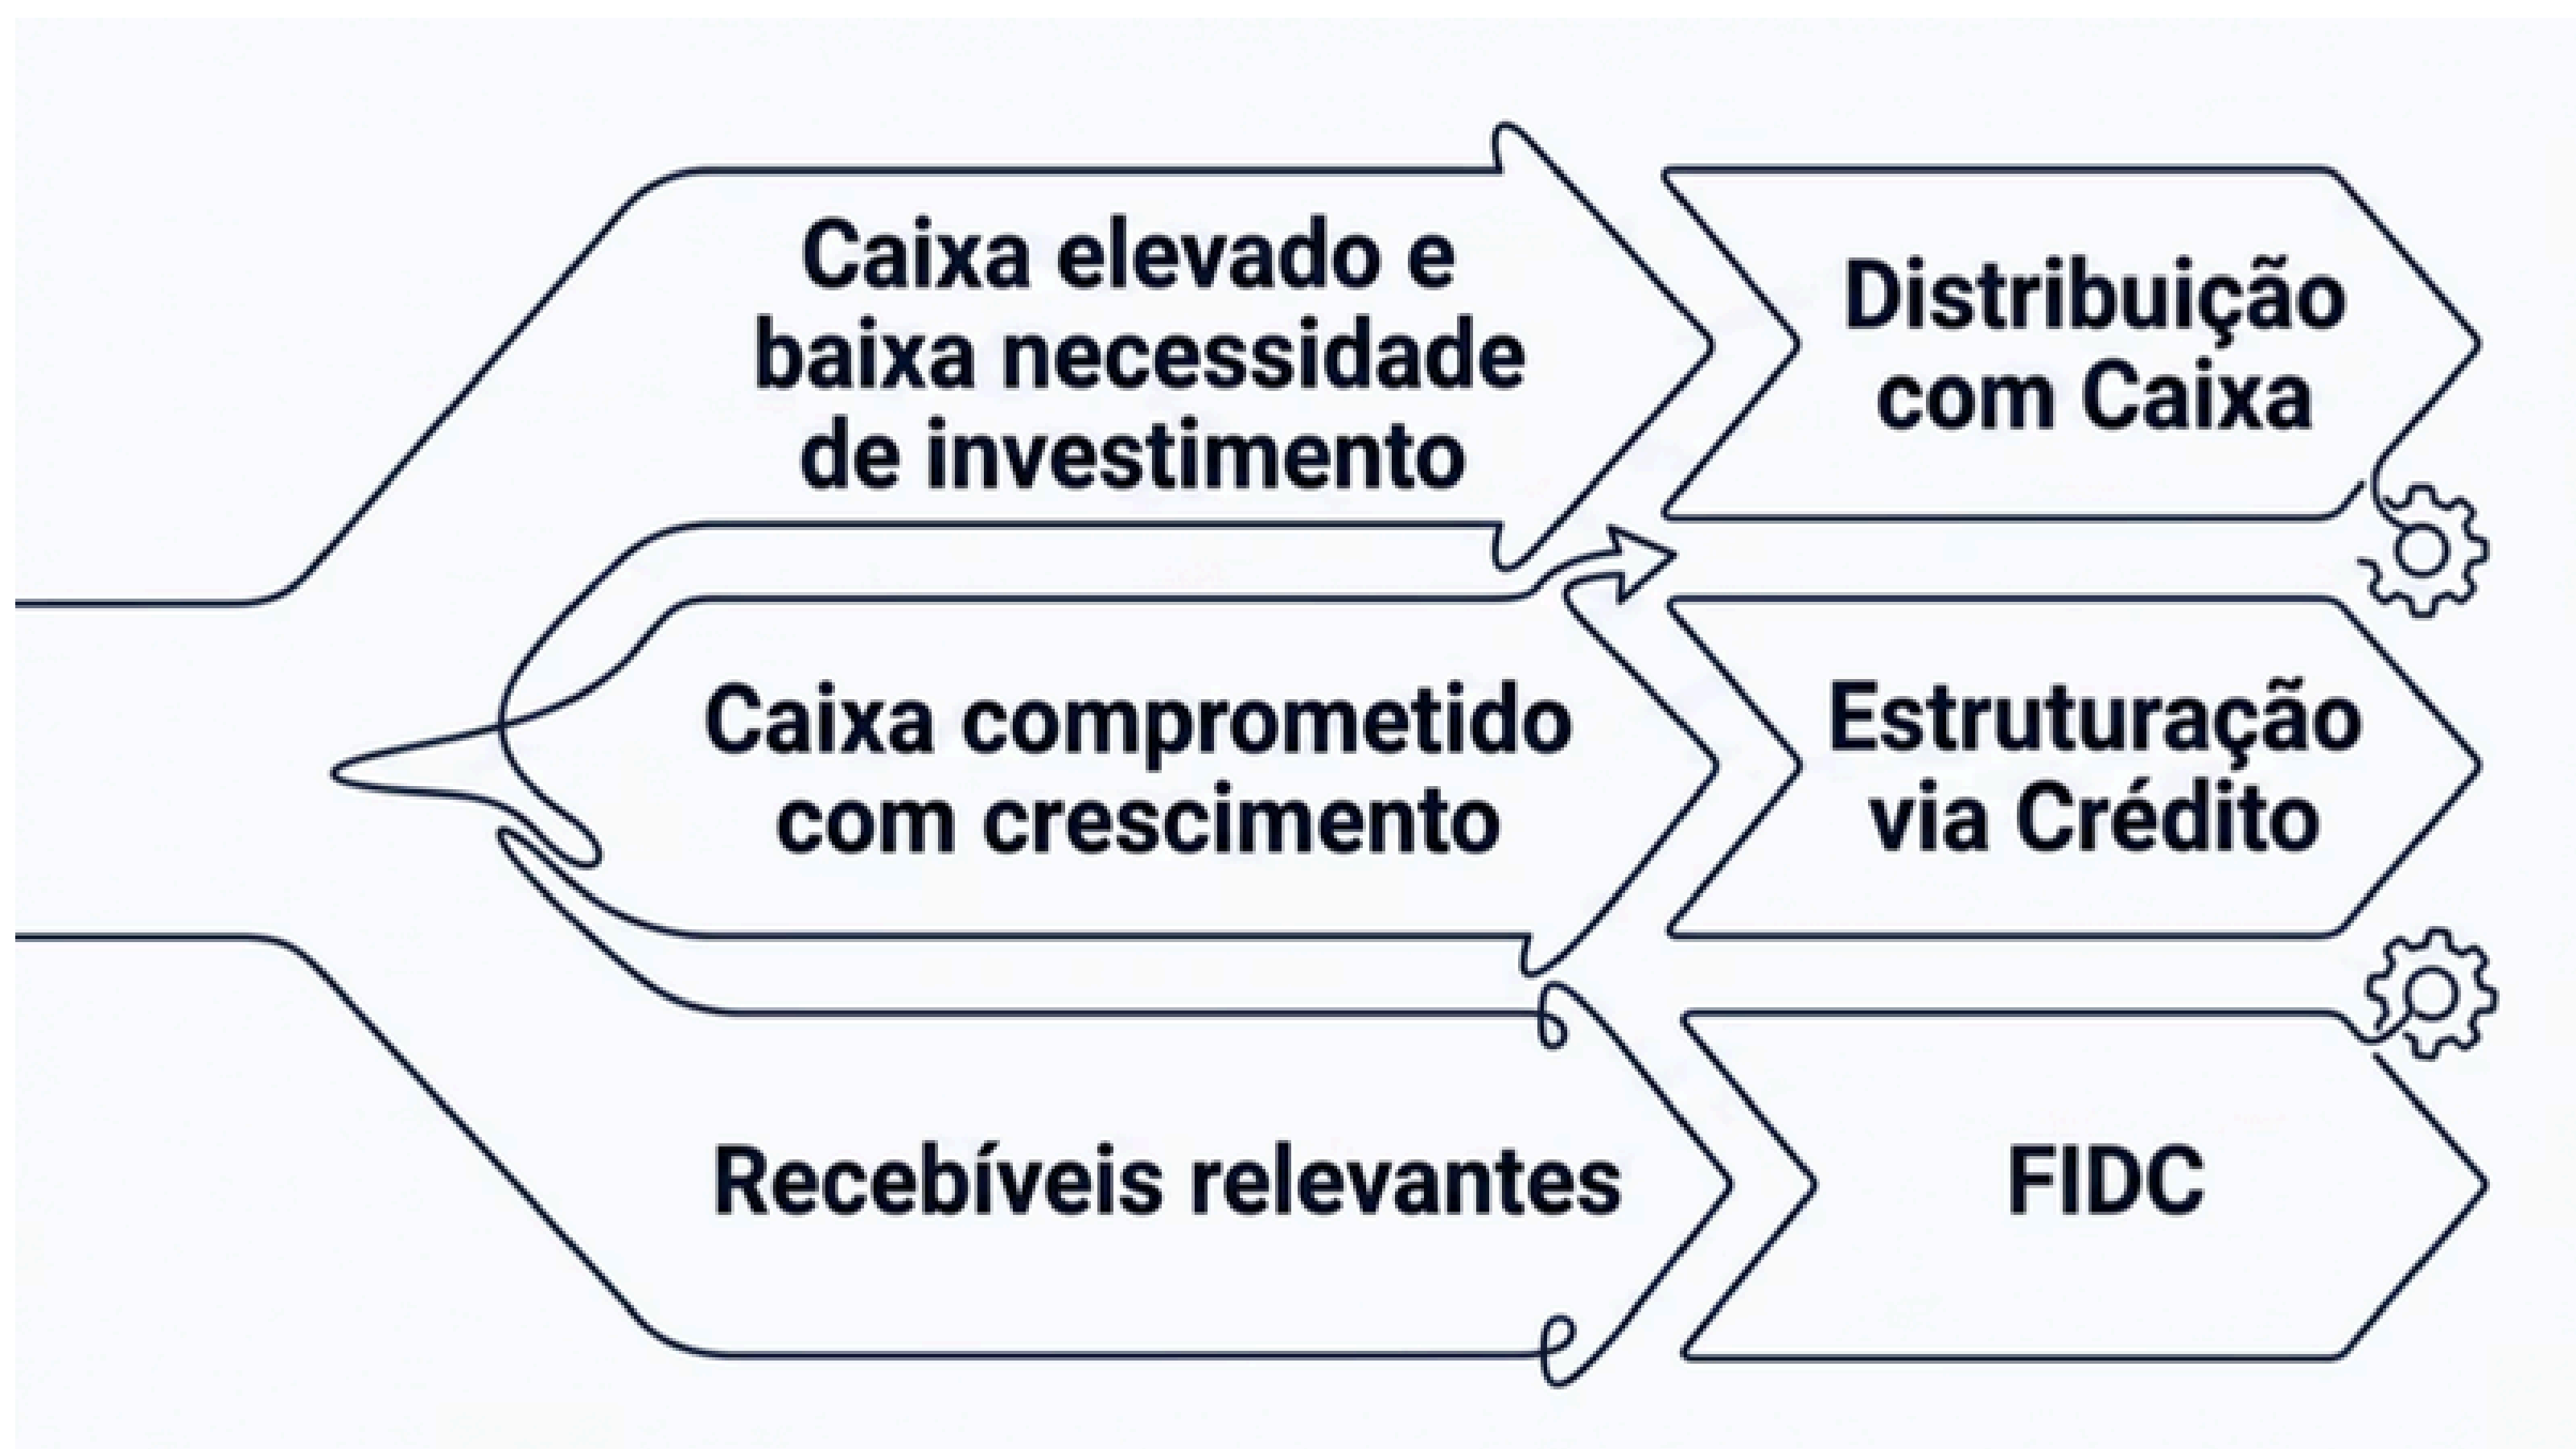 Caixa elevado e
baixa necessidade
de investimento
Distribuição
com Caixa
Caixa comprometido
com crescimento
Estruturação
via Crédito
Recebíveis relevantes
FIDC